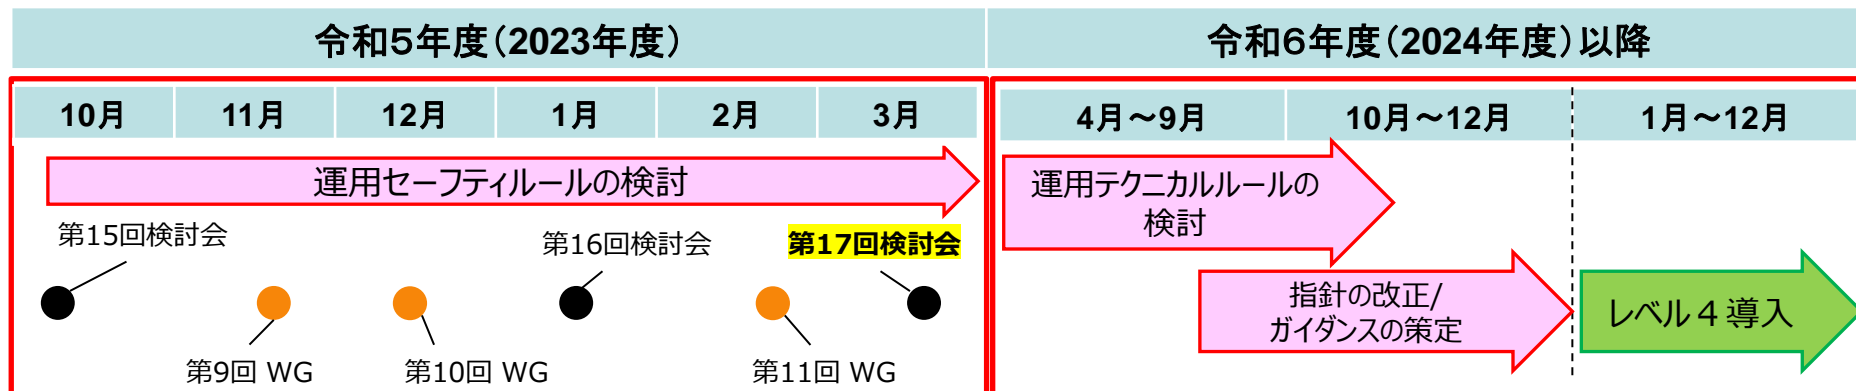 令和５年度（2023年度）
令和６年度（2024年度）以降
10月
11月
12月
1月
2月
3月
4月～9月
10月～12月
1月～12月
運用セーフティルールの検討
運用テクニカルルールの
検討
第15回検討会
第16回検討会
第17回検討会
指針の改正/
ガイダンスの策定
レベル４導入
第9回 WG
第10回 WG
第11回 WG